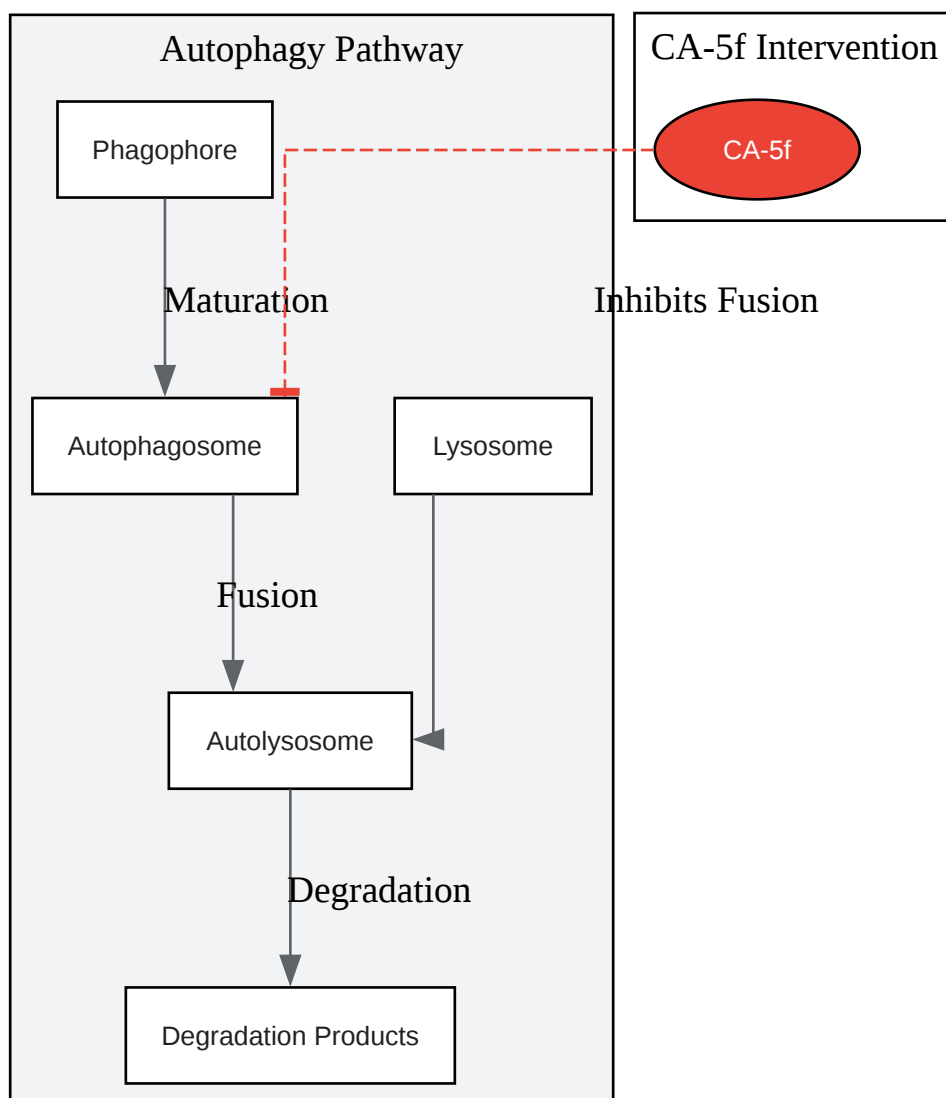 Autophagy Pathway
CA-5f Intervention
Phagophore
CA-5f
Maturation
Inhibits Fusion
Autophagosome
Lysosome
Fusion
Autolysosome
Degradation
Degradation Products